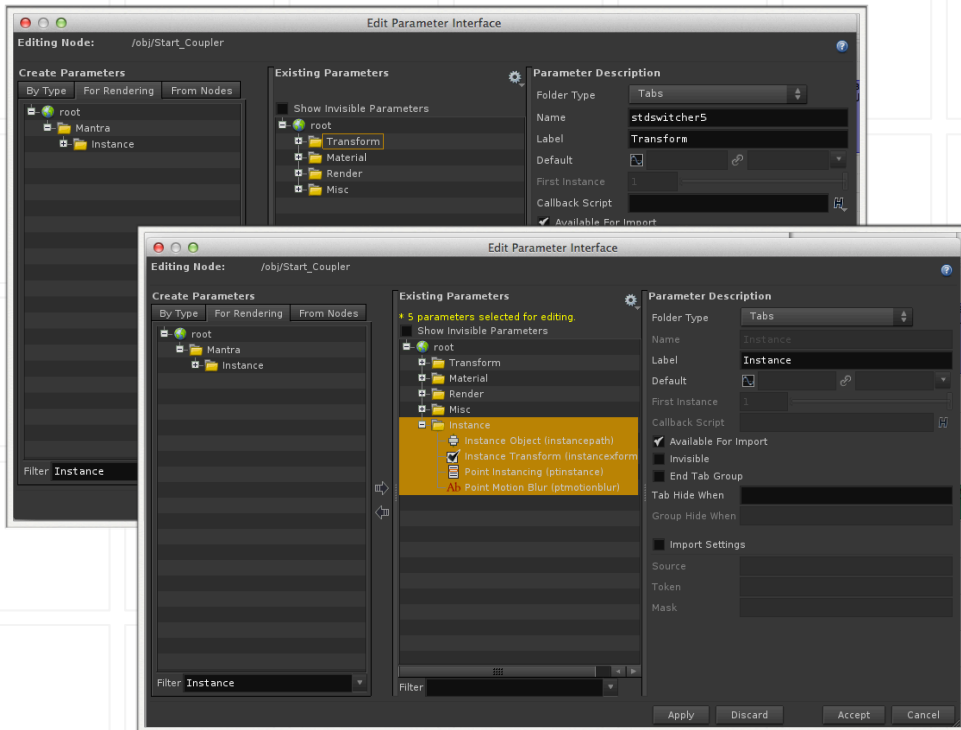 Edit Parameter Interface
Editing Node: /obj/Start_Coupler
Create Parameters
By Type For Rendering From Nodes
root
Mantra
Instance
Filter Instance
Existing Parameters
Show Invisible Parameters
root
Transform
Material
Render
Misc
Parameter Description
Folder Type Tabs
Name stdswitcher5
Label Transform
Default
First Instance 1
Callback Script
Available For Import
Edit Parameter Interface
Editing Node: /obj/Start_Coupler
Create Parameters
By Type For Rendering From Nodes
root
Mantra
Instance
Filter Instance
Existing Parameters
* 5 parameters selected for editing.
Show Invisible Parameters
root
Transform
Material
Render
Misc
Instance
Instance Object (instancepath)
Instance Transform (instancexform
Point Instancing (ptinstance)
Ab Point Motion Blur (ptmotionblur)
Filter
Parameter Description
Folder Type Tabs
Name Instance
Label Instance
Default
First Instance 1
Callback Script
Available For Import
Invisible
End Tab Group
Tab Hide When
Group Hide When
Import Settings
Source
Token
Mask
Apply Discard Accept Cancel